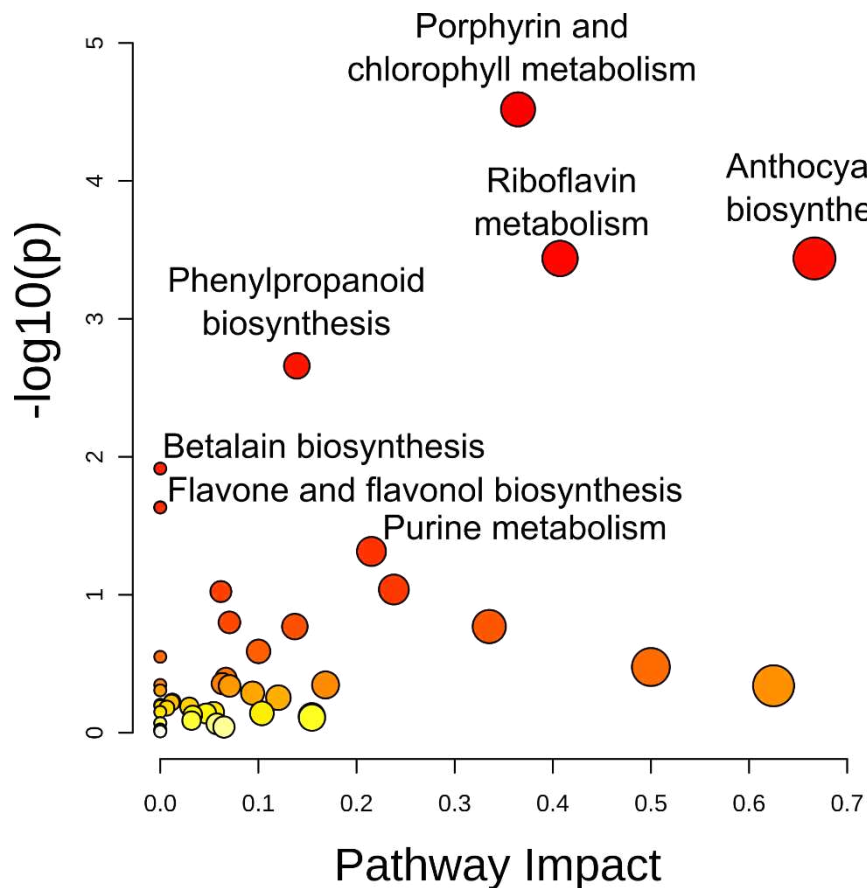 Porphyrin and
chlorophyll metabolism
Anthocya
biosynthe
Riboflavin
metabolism
Phenylpropanoid
biosynthesis
Betalain biosynthesis
Flavone and flavonol biosynthesis
Purine metabolism
-log10(p)
5
4
3
2
1
0
0.0 0.1 0.2 0.3 0.4 0.5 0.6 0.7
Pathway Impact